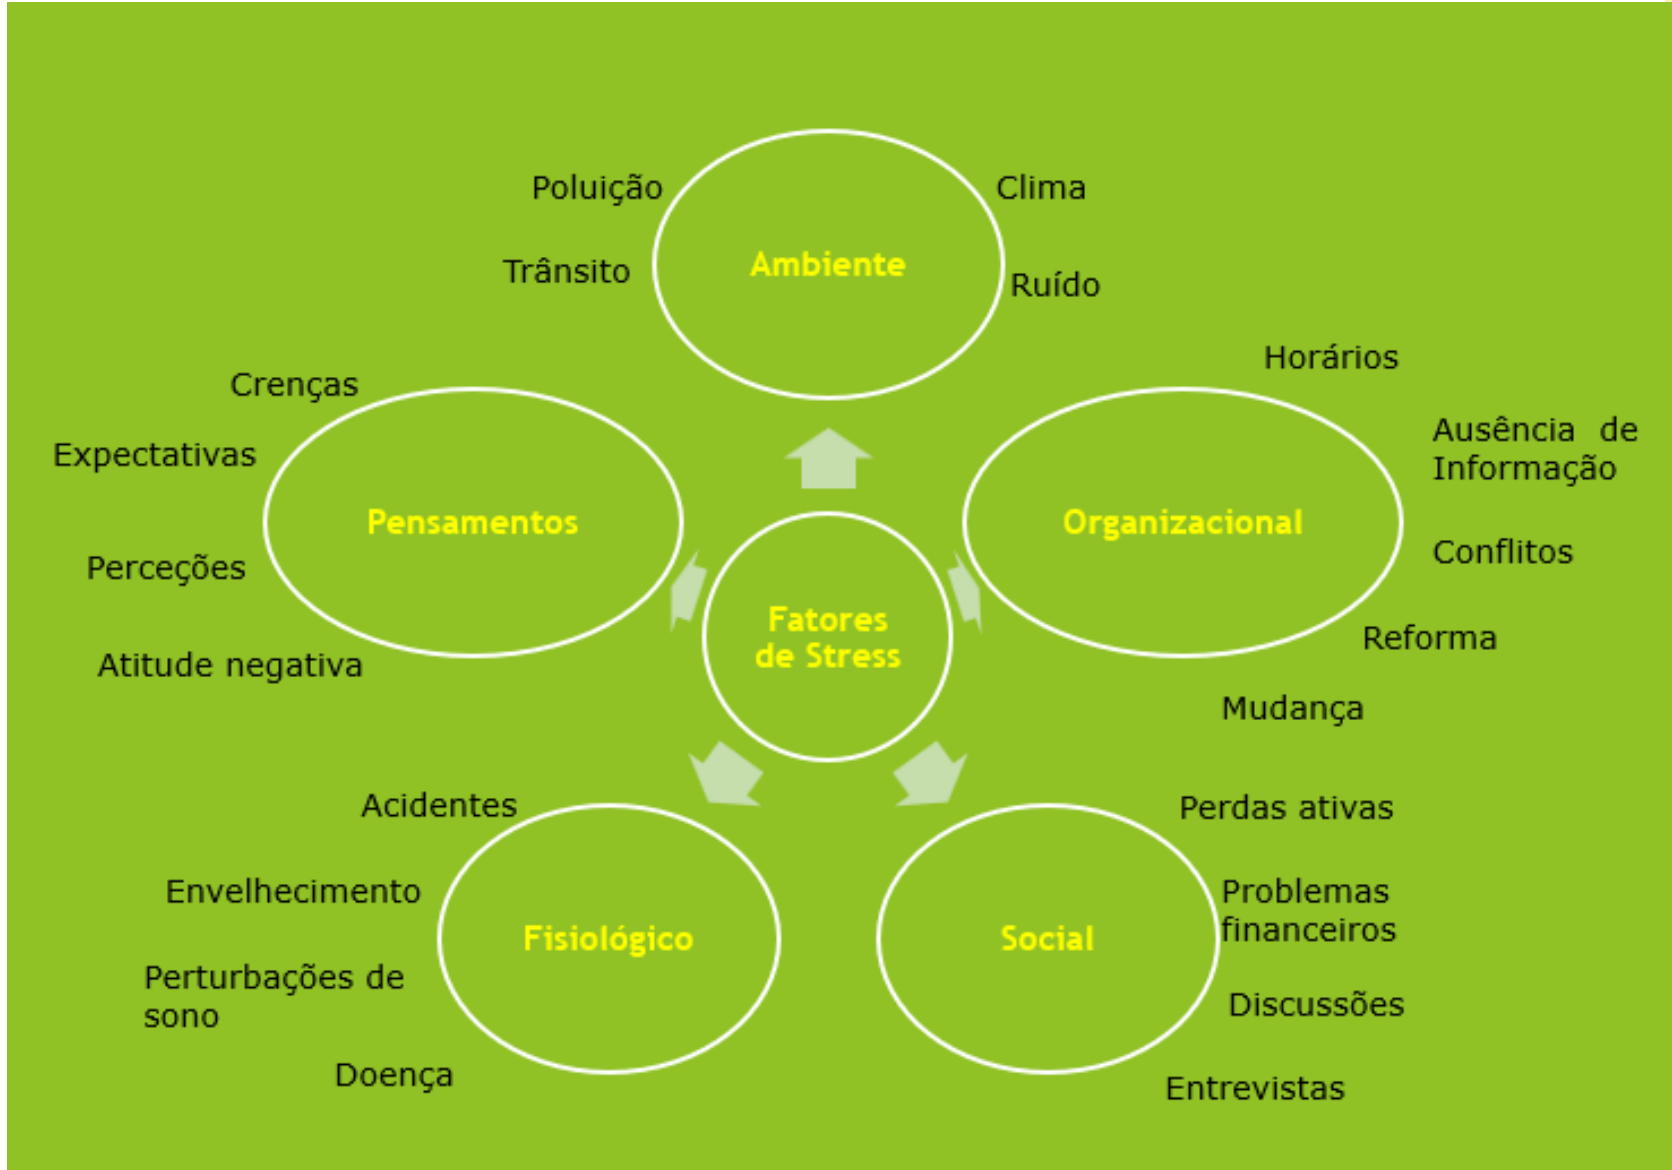 Poluição
Clima
Ambiente
Trânsito
Ruído
Horários
Crenças
Ausência de
Informação
Expectativas
Pensamentos
Organizacional
Conflitos
Perceções
Fatores
de Stress
Reforma
Atitude negativa
Mudança
Acidentes
Perdas ativas
Envelhecimento
Problemas
financeiros
Fisiológico
Social
Perturbações de
sono
Discussões
Doença
Entrevistas